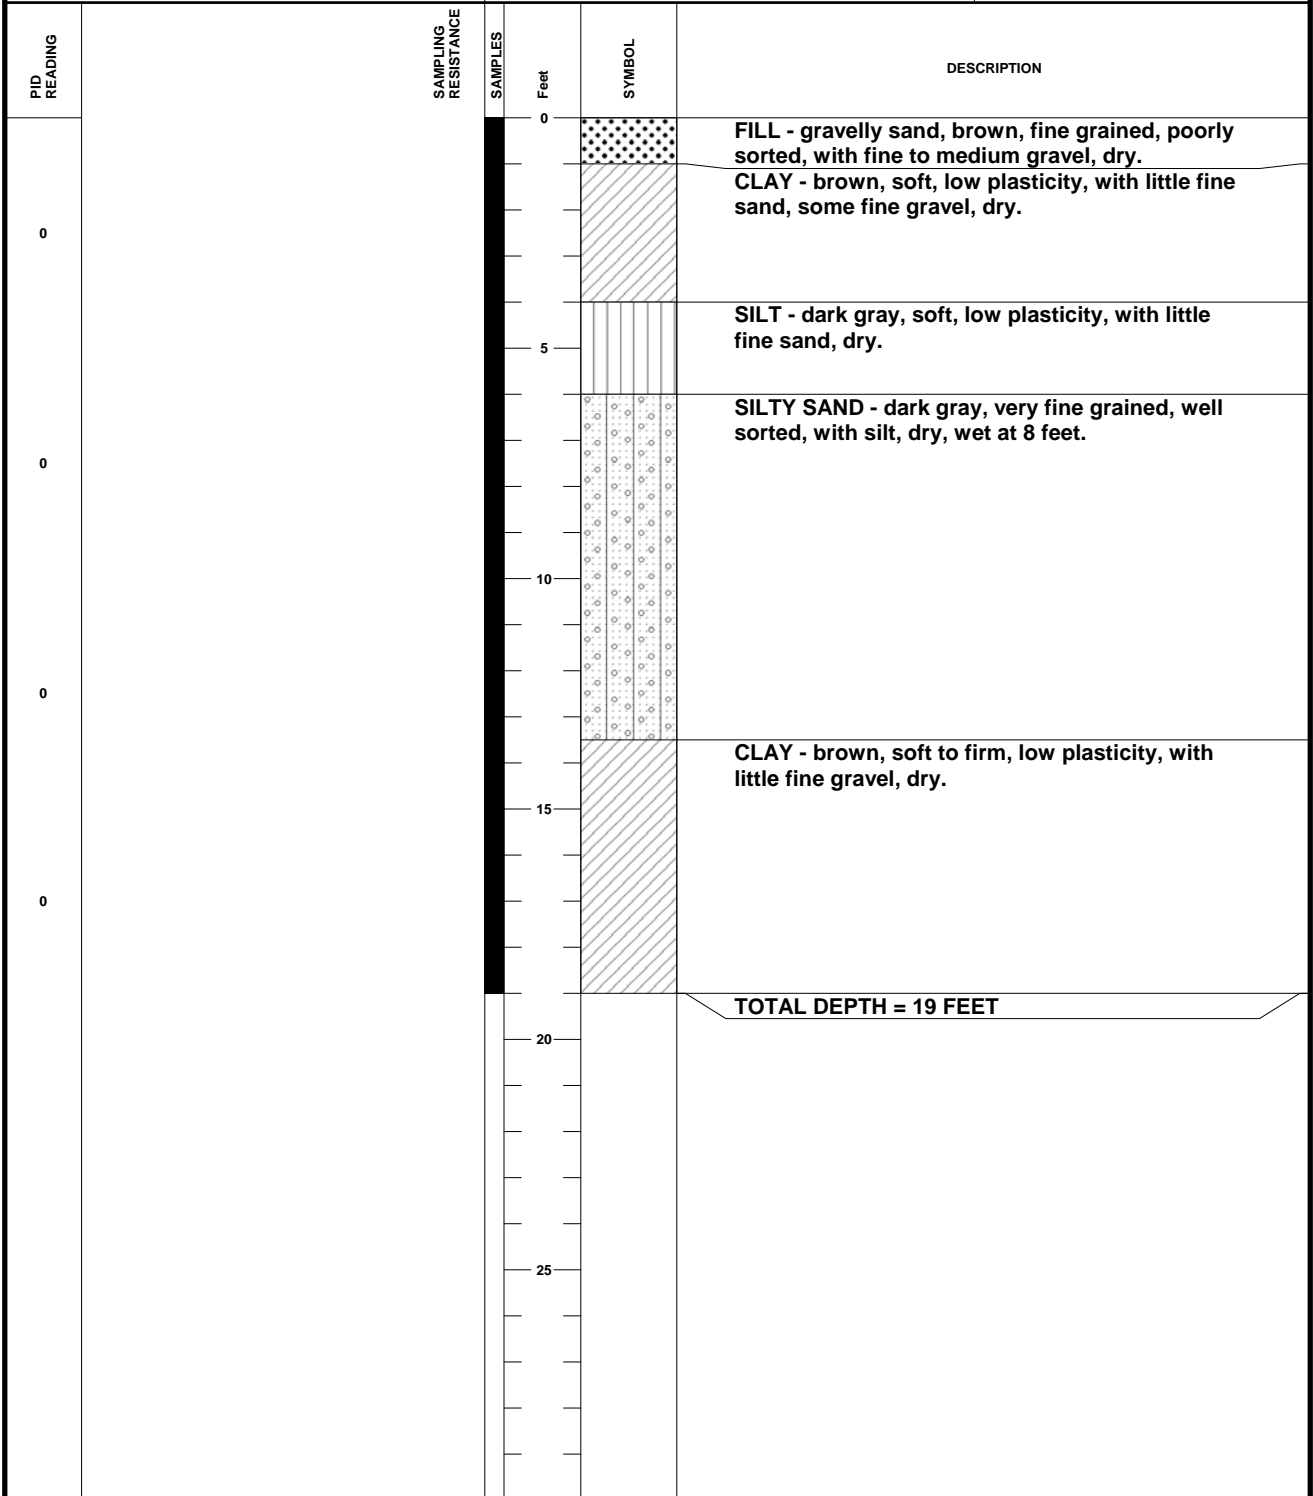 PID
READING
SAMPLING
RESISTANCE
SAMPLES
Feet
SYMBOL
DESCRIPTION
0
FILL - gravelly sand, brown, fine grained, poorly
sorted, with fine to medium gravel, dry.
CLAY - brown, soft, low plasticity, with little fine
sand, some fine gravel, dry.
0
SILT - dark gray, soft, low plasticity, with little
fine sand, dry.
5
SILTY SAND - dark gray, very fine grained, well
sorted, with silt, dry, wet at 8 feet.
0
10
0
CLAY - brown, soft to firm, low plasticity, with
little fine gravel, dry.
15
0
TOTAL DEPTH = 19 FEET
20
25